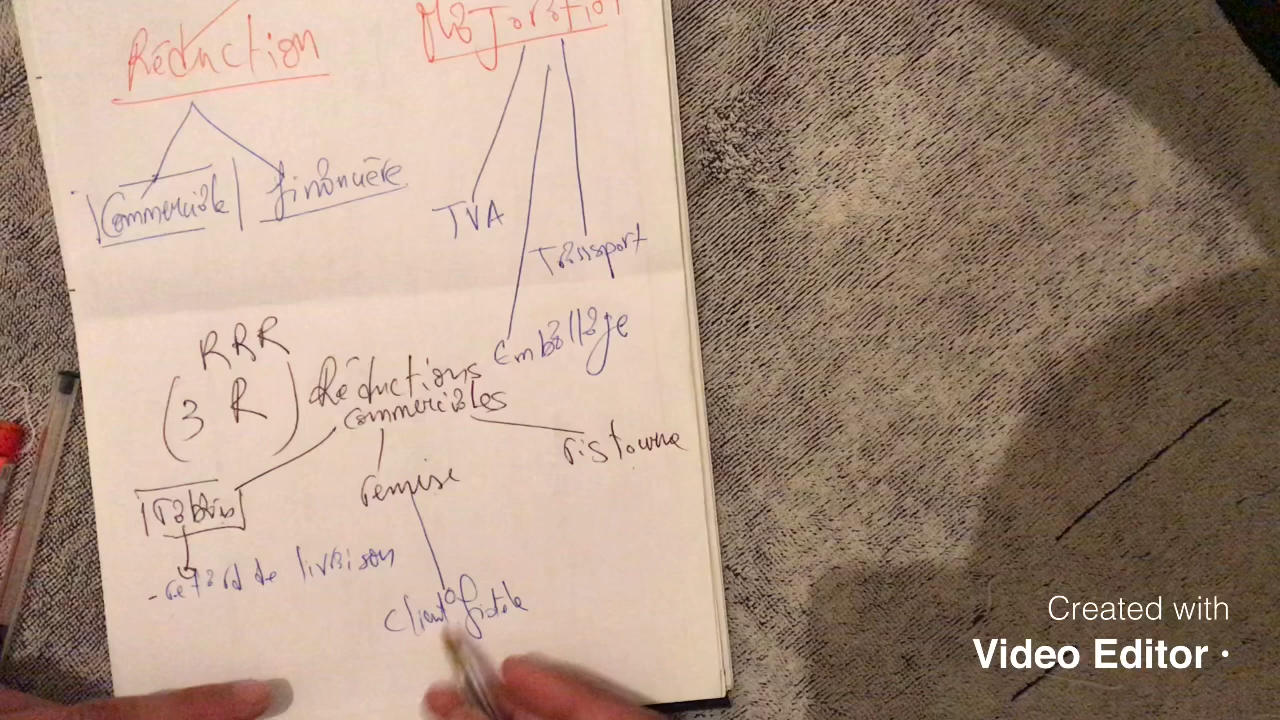 Réduction
Majoration
Commerciale
financière
TVA
Transport
Emballage
RRR
(3 R)
Réductions
commerciales
rabais
remise
ristourne
- retard de livraison
client fidèle
Created with
Video Editor